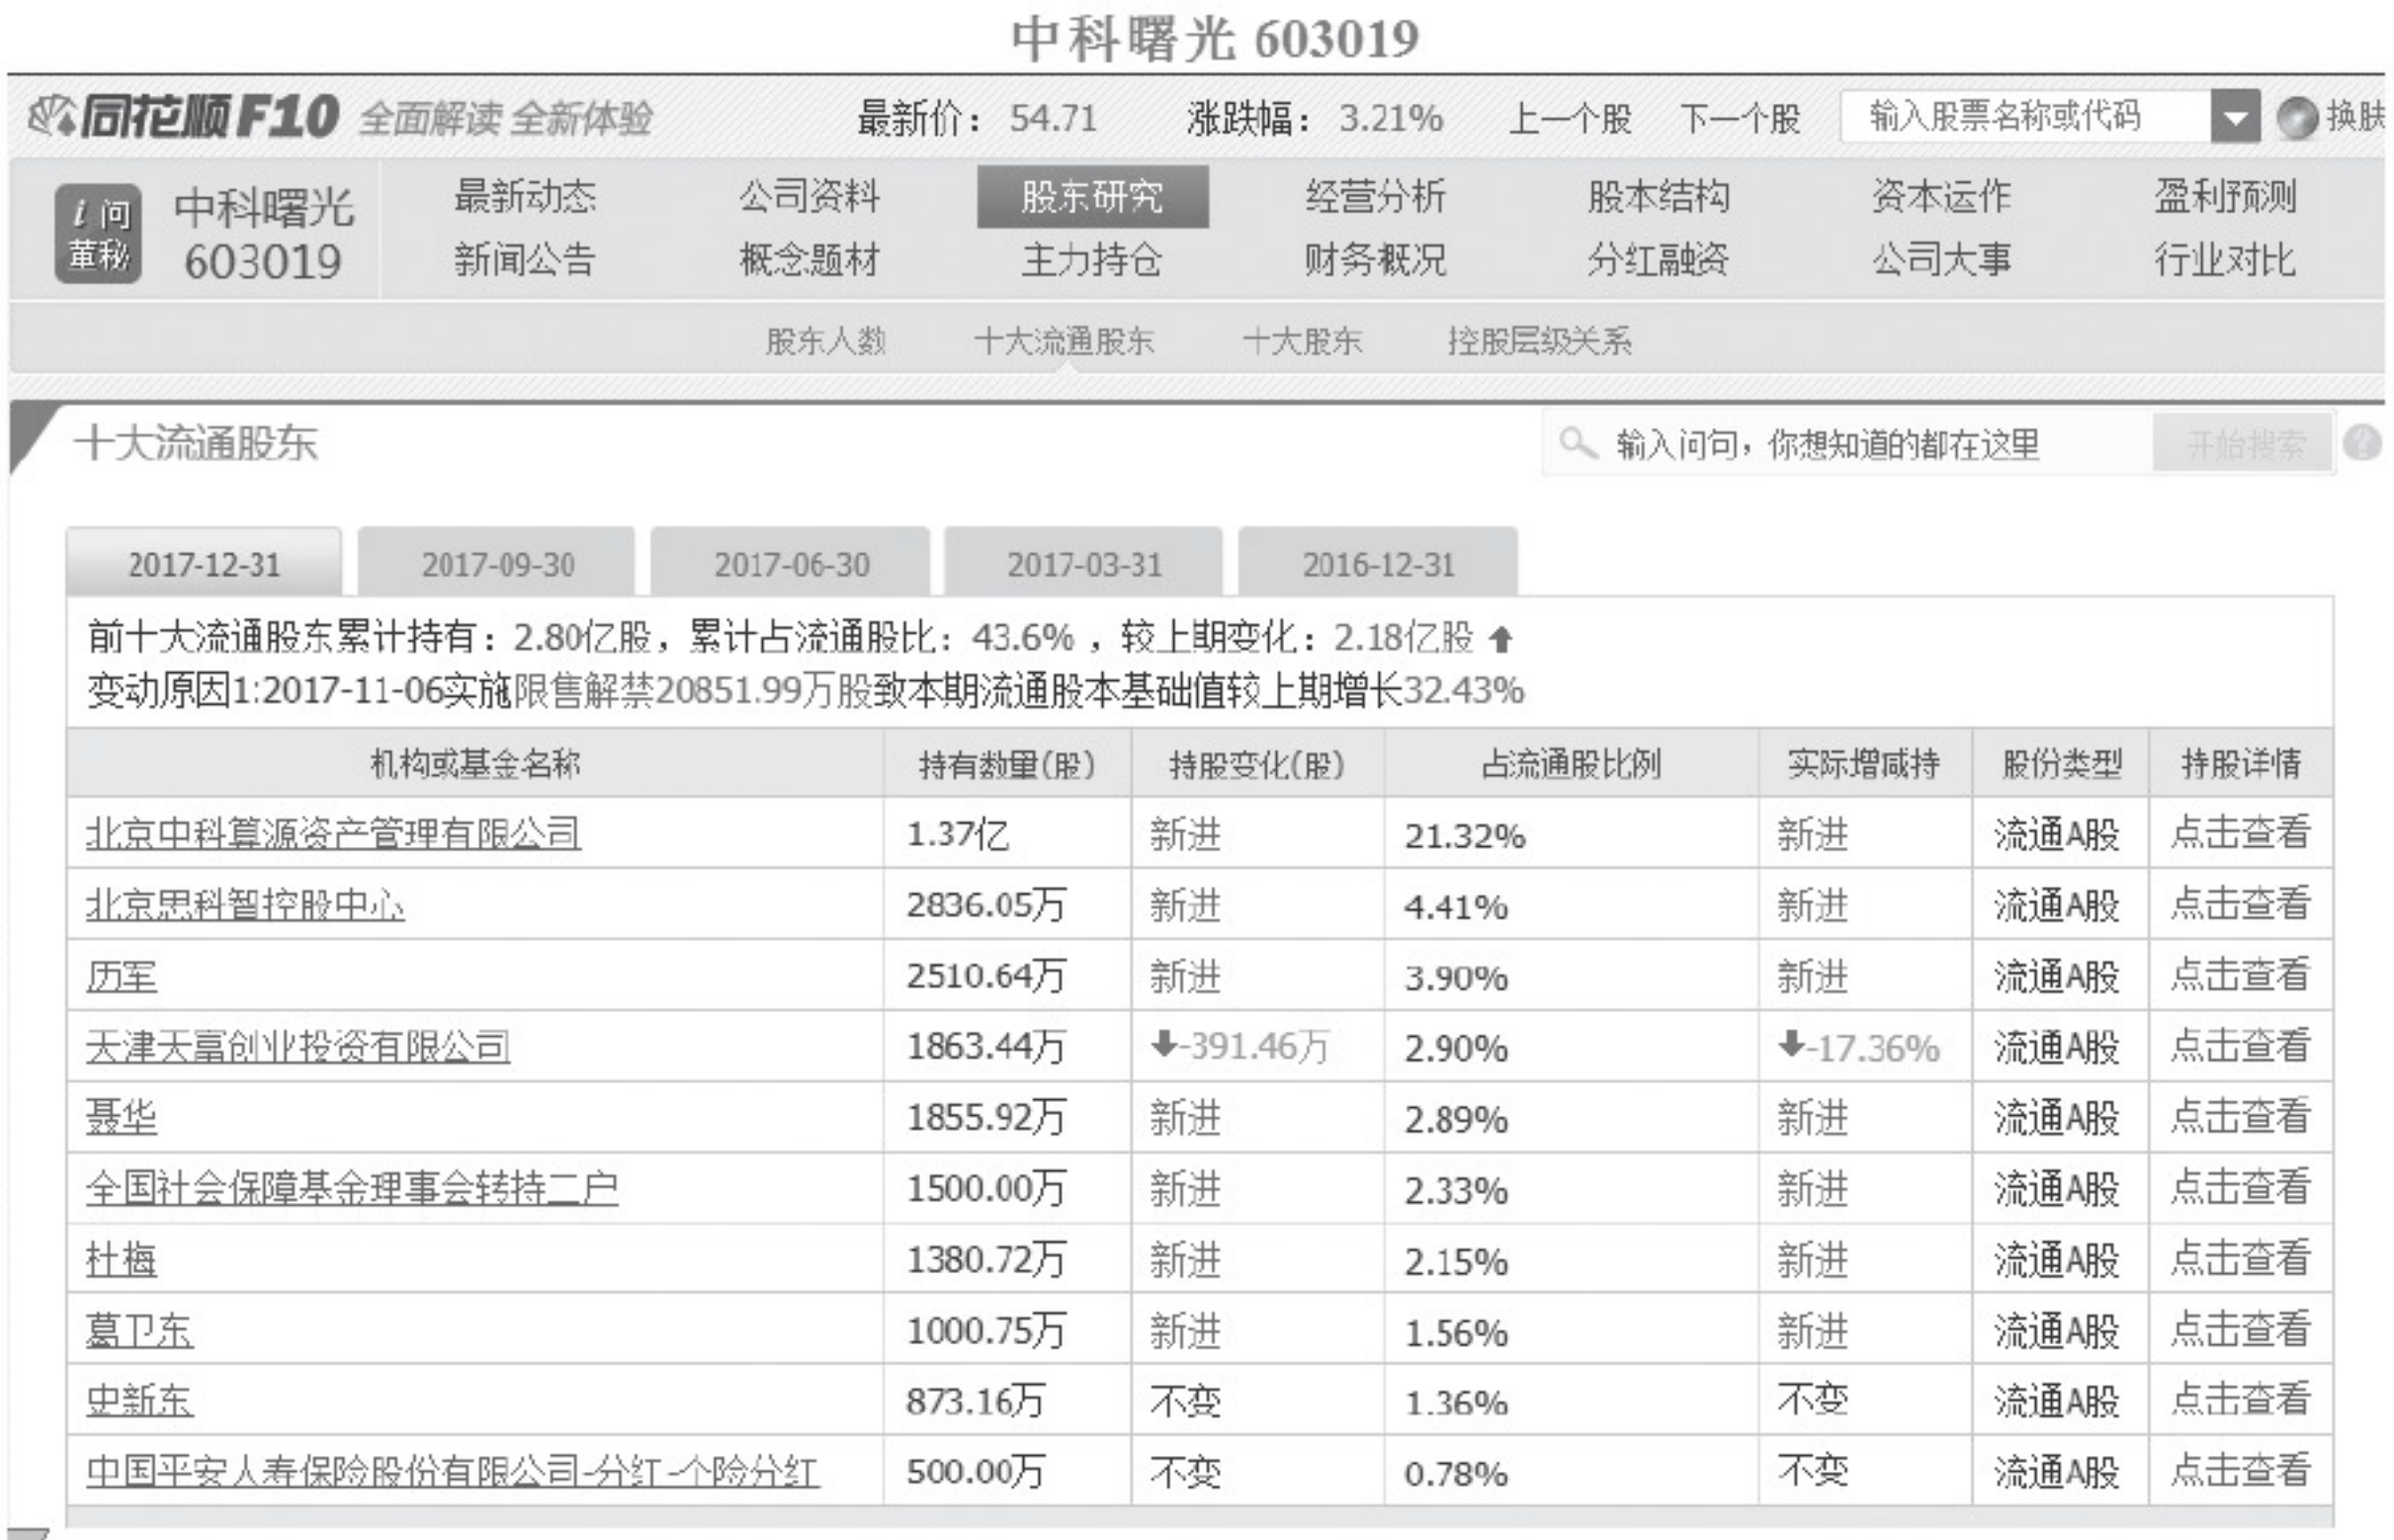 中科曙光 603019
同花顺F10 全面解读 全新体验 最新价： 54.71 涨跌幅： 3.21% 上一个股 下一个股 输入股票名称或代码 换肤
i 问董秘 中科曙光 603019
最新动态 公司资料 股东研究 经营分析 股本结构 资本运作 盈利预测
新闻公告 概念题材 主力持仓 财务概况 分红融资 公司大事 行业对比
股东人数 十大流通股东 十大股东 控股层级关系
十大流通股东 输入问句，你想知道的都在这里 开始搜索 ?
2017-12-31 2017-09-30 2017-06-30 2017-03-31 2016-12-31
前十大流通股东累计持有：2.80亿股，累计占流通股比：43.6%，较上期变化：2.18亿股
变动原因1:2017-11-06实施限售解禁20851.99万股致本期流通股本基础值较上期增长32.43%
机构或基金名称 持有数量(股) 持股变化(股) 占流通股比例 实际增减持 股份类型 持股详情
北京中科算源资产管理有限公司 1.37亿 新进 21.32% 新进 流通A股 点击查看
北京思科智控股中心 2836.05万 新进 4.41% 新进 流通A股 点击查看
历军 2510.64万 新进 3.90% 新进 流通A股 点击查看
天津天富创业投资有限公司 1863.44万 -391.46万 2.90% -17.36% 流通A股 点击查看
聂华 1855.92万 新进 2.89% 新进 流通A股 点击查看
全国社会保障基金理事会转持二户 1500.00万 新进 2.33% 新进 流通A股 点击查看
杜梅 1380.72万 新进 2.15% 新进 流通A股 点击查看
葛卫东 1000.75万 新进 1.56% 新进 流通A股 点击查看
史新东 873.16万 不变 1.36% 不变 流通A股 点击查看
中国平安人寿保险股份有限公司-分红-个险分红 500.00万 不变 0.78% 不变 流通A股 点击查看